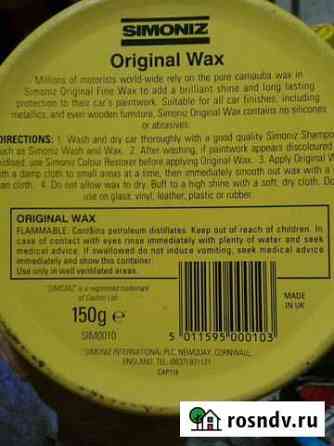 SIMONIZ
Original Wax
Millions of motorists world-wide rely on the pure carnauba wax in
Simoniz Original Fine Wax to add a brilliant shine and long lasting
protection to their car's paintwork. Suitable for all car finishes, including
metallics, and even wooden furniture, Simoniz Original Wax contains no silicones
or abrasives.
DIRECTIONS: 1. Wash and dry car thoroughly with a good quality Simoniz Shampoo
such as Simoniz Wash and Wax. 2. After washing, if paintwork appears discoloured
oxidised, use Simoniz Colour Restorer before applying Original Wax. 3. Apply Original W
with a damp cloth to small areas at a time, then immediately smooth out wax with a
clean cloth. 4. Do not allow wax to dry. Buff to a high shine with a soft, dry cloth. Do
use on glass, vinyl, leather, plastic or rubber.
ORIGINAL WAX
FLAMMABLE. Contains petroleum distillates. Keep out of reach of children. In
case of contact with eyes rinse immediately with plenty of water and seek
medical advice. If swallowed do not induce vomiting, seek medical advice
immediately and show this container.
Use only in well ventilated areas.
"SIMONIZ" is a registered trademark
of Castrol Ltd.
150g e
SIM0010
5 011595 000103
MADE
IN UK
SIMONIZ INTERNATIONAL PLC, NEWQUAY, CORNWALL,
ENGLAND. TEL: (0637) 871171
rosndv.ru